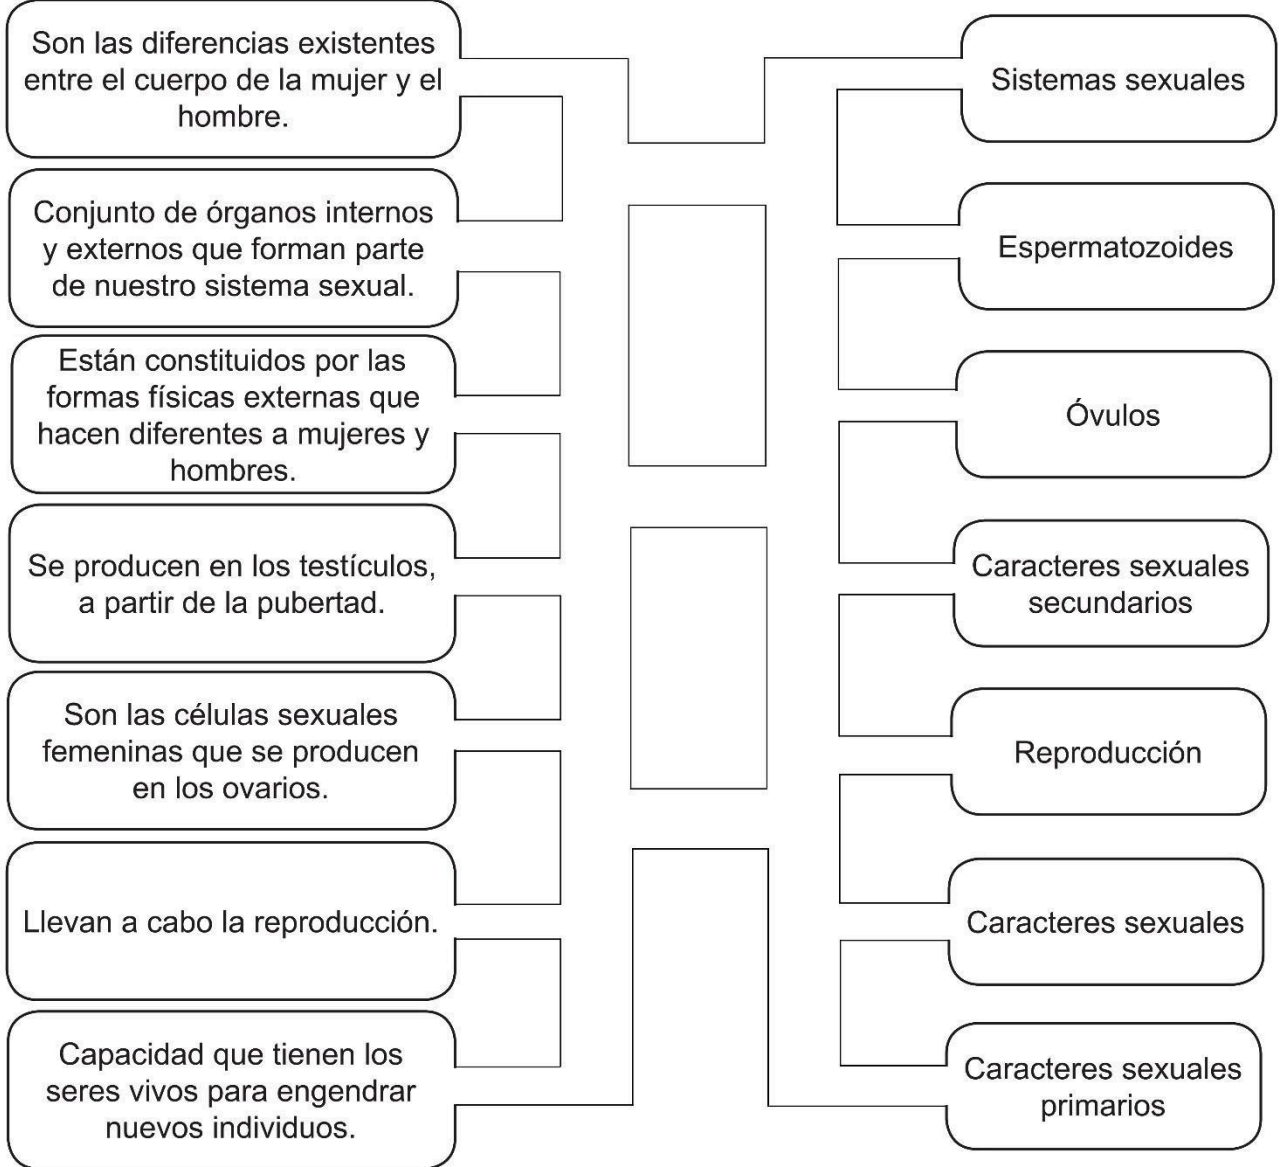 Son las diferencias existentes
entre el cuerpo de la mujer y el
hombre.
Conjunto de órganos internos
y externos que forman parte
de nuestro sistema sexual.
Están constituidos por las
formas físicas externas que
hacen diferentes a mujeres y
hombres.
Se producen en los testículos,
a partir de la pubertad.
Son las células sexuales
femeninas que se producen
en los ovarios.
Llevan a cabo la reproducción.
Capacidad que tienen los
seres vivos para engendrar
nuevos individuos.
Sistemas sexuales
Espermatozoides
Óvulos
Caracteres sexuales
secundarios
Reproducción
Caracteres sexuales
Caracteres sexuales
primarios